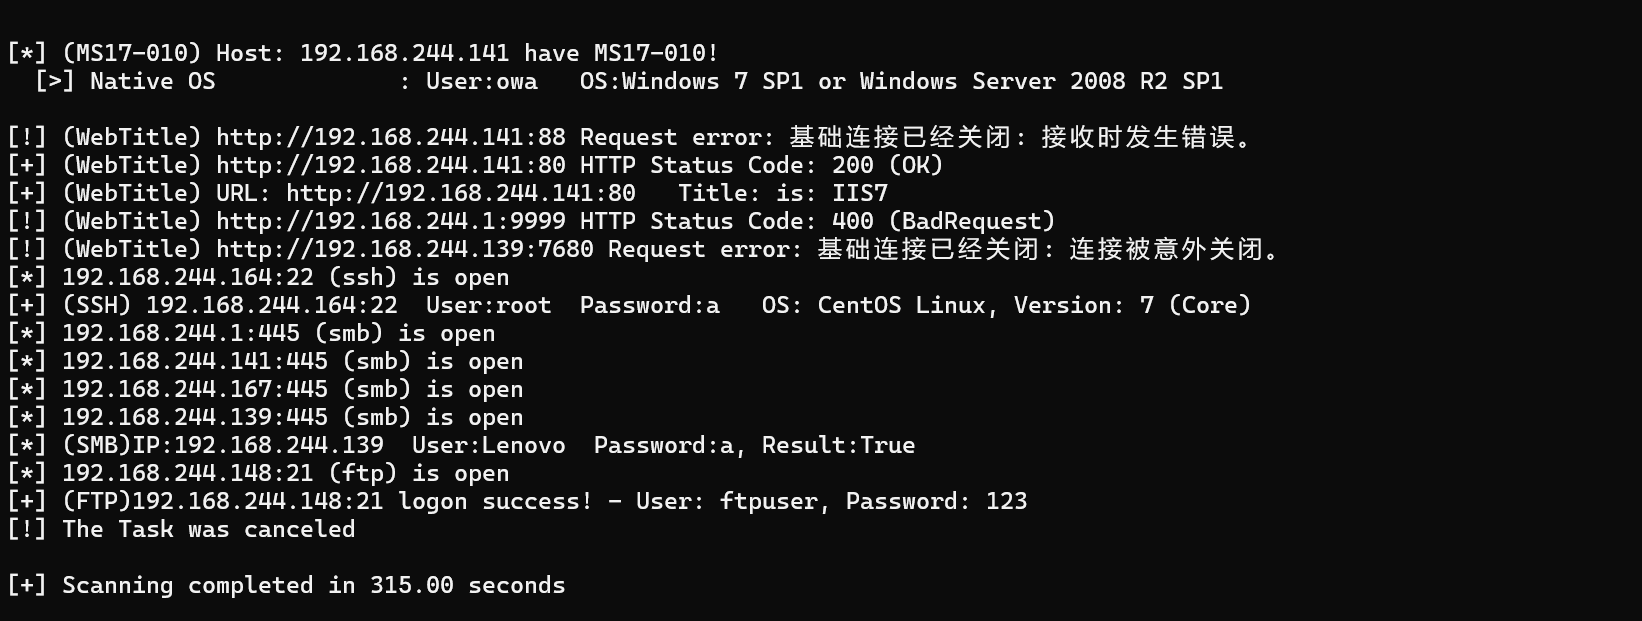 [*] (MS17-010) Host: 192.168.244.141 have MS17-010!
[>] Native OS : User:owa OS:Windows 7 SP1 or Windows Server 2008 R2 SP1
[!] (WebTitle) http://192.168.244.141:88 Request error: 基础连接已经关闭: 接收时发生错误。
[+] (WebTitle) http://192.168.244.141:80 HTTP Status Code: 200 (OK)
[+] (WebTitle) URL: http://192.168.244.141:80 Title: is: IIS7
[!] (WebTitle) http://192.168.244.1:9999 HTTP Status Code: 400 (BadRequest)
[!] (WebTitle) http://192.168.244.139:7680 Request error: 基础连接已经关闭: 连接被意外关闭。
[*] 192.168.244.164:22 (ssh) is open
[+] (SSH) 192.168.244.164:22 User:root Password:a OS: CentOS Linux, Version: 7 (Core)
[*] 192.168.244.1:445 (smb) is open
[*] 192.168.244.141:445 (smb) is open
[*] 192.168.244.167:445 (smb) is open
[*] 192.168.244.139:445 (smb) is open
[*] (SMB)IP:192.168.244.139 User:Lenovo Password:a, Result:True
[*] 192.168.244.148:21 (ftp) is open
[+] (FTP)192.168.244.148:21 logon success! - User: ftpuser, Password: 123
[!] The Task was canceled
[+] Scanning completed in 315.00 seconds